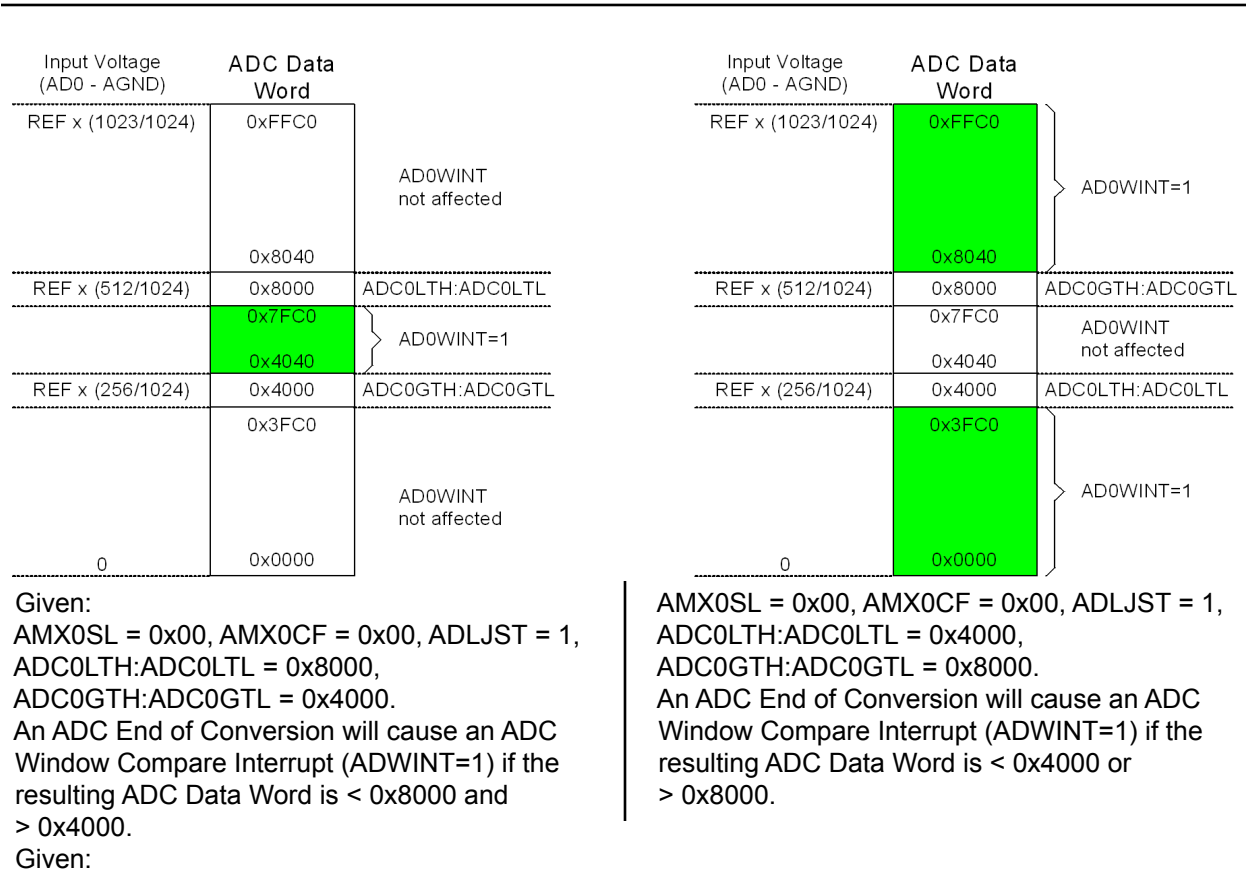 Input Voltage
(AD0 - AGND)
ADC Data
Word
REF x (1023/1024)
0xFFC0
AD0WINT
not affected
0x8040
REF x (512/1024)
0x8000
ADC0LTH:ADC0LTL
0x7FC0
AD0WINT=1
0x4040
REF x (256/1024)
0x4000
ADC0GTH:ADC0GTL
0x3FC0
AD0WINT
not affected
0
0x0000
Given:
AMX0SL = 0x00, AMX0CF = 0x00, ADLJST = 1,
ADC0LTH:ADC0LTL = 0x8000,
ADC0GTH:ADC0GTL = 0x4000.
An ADC End of Conversion will cause an ADC
Window Compare Interrupt (ADWINT=1) if the
resulting ADC Data Word is < 0x8000 and
> 0x4000.
Given:
Input Voltage
(AD0 - AGND)
ADC Data
Word
REF x (1023/1024)
0xFFC0
AD0WINT=1
0x8040
REF x (512/1024)
0x8000
ADC0GTH:ADC0GTL
0x7FC0
AD0WINT
not affected
0x4040
REF x (256/1024)
0x4000
ADC0LTH:ADC0LTL
0x3FC0
AD0WINT=1
0
0x0000
AMX0SL = 0x00, AMX0CF = 0x00, ADLJST = 1,
ADC0LTH:ADC0LTL = 0x4000,
ADC0GTH:ADC0GTL = 0x8000.
An ADC End of Conversion will cause an ADC
Window Compare Interrupt (ADWINT=1) if the
resulting ADC Data Word is < 0x4000 or
> 0x8000.